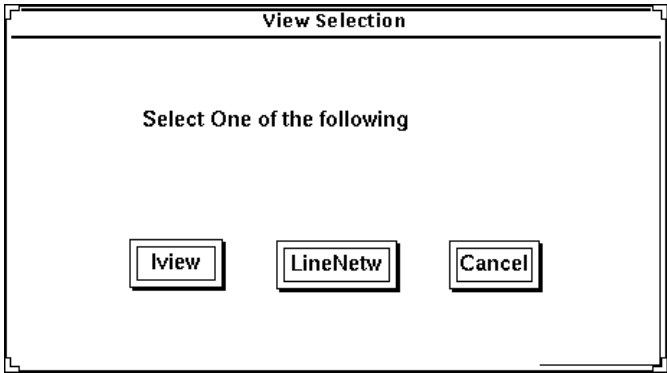 View Selection
Select One of the following
Iview
LineNetw
Cancel